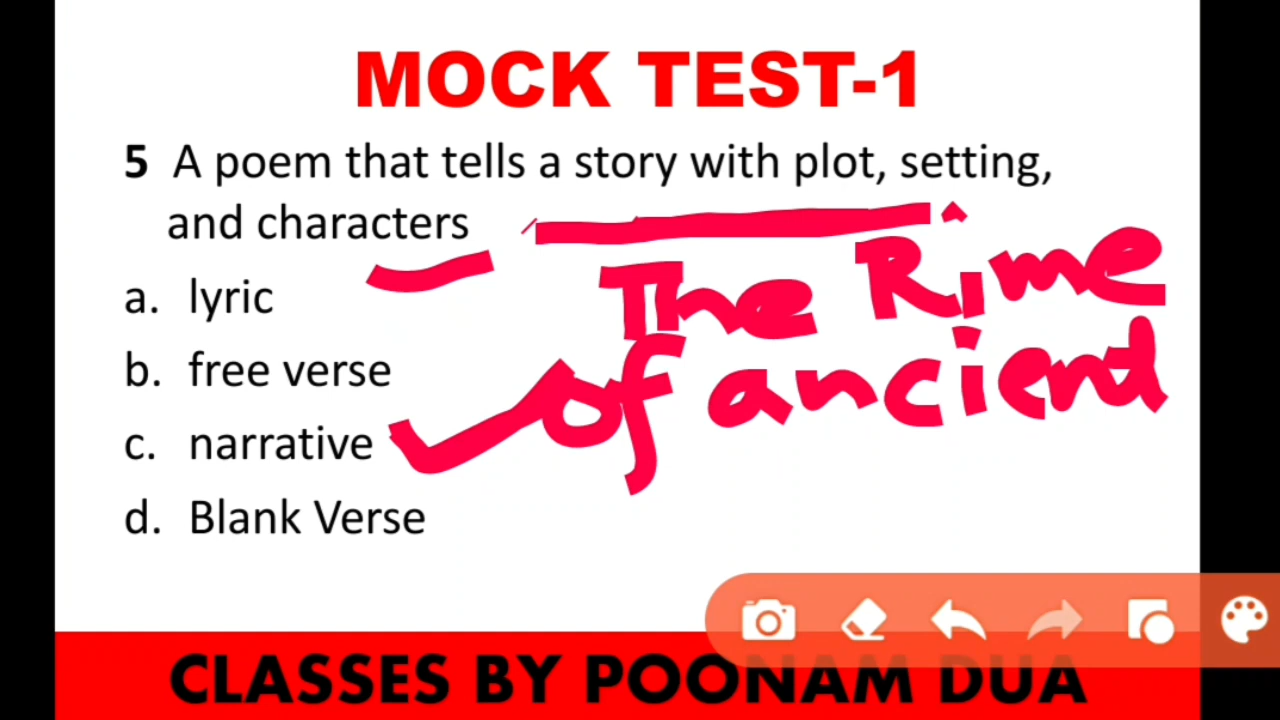 MOCK TEST-1
5 A poem that tells a story with plot, setting,
and characters
a. lyric
b. free verse
c. narrative
d. Blank Verse
The Rime
of ancient
CLASSES BY POONAM DUA